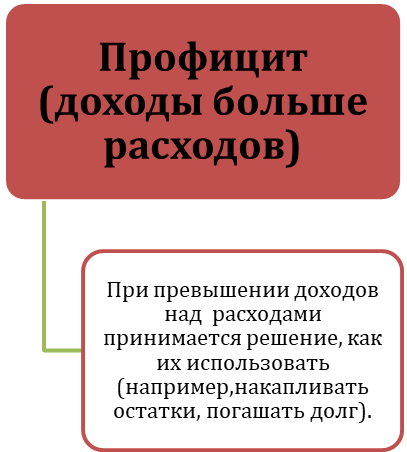 Профицит
(доходы больше
расходов)
При превышении доходов
над расходами
принимается решение, как
их использовать
(например,накапливать
остатки, погашать долг).